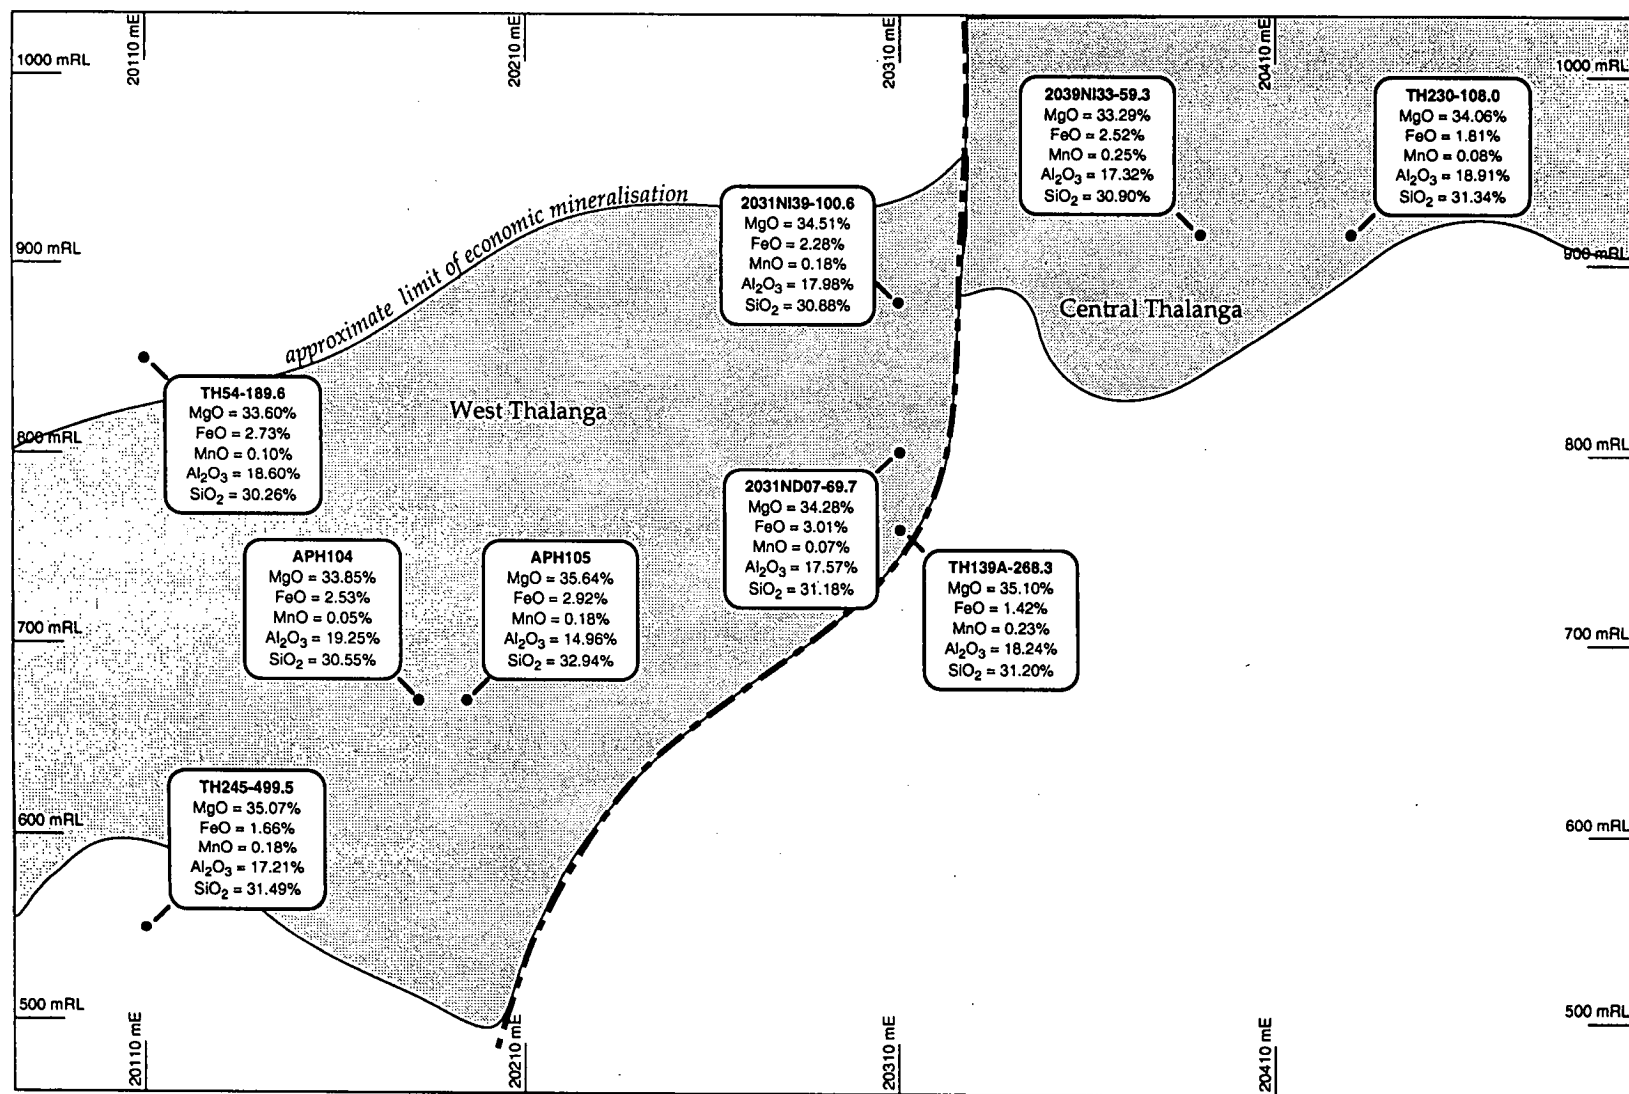 20110 mE
20210 mE
20310 mE
20410 mE
1000 mRL
1000 mRL
2039NI33-59.3
MgO = 33.29%
FeO = 2.52%
MnO = 0.25%
Al2O3 = 17.32%
SiO2 = 30.90%
TH230-108.0
MgO = 34.06%
FeO = 1.81%
MnO = 0.08%
Al2O3 = 18.91%
SiO2 = 31.34%
approximate limit of economic mineralisation
2031NI39-100.6
MgO = 34.51%
FeO = 2.28%
MnO = 0.18%
Al2O3 = 17.98%
SiO2 = 30.88%
900 mRL
900 mRL
Central Thalanga
TH54-189.6
MgO = 33.60%
FeO = 2.73%
MnO = 0.10%
Al2O3 = 18.60%
SiO2 = 30.26%
West Thalanga
800 mRL
800 mRL
2031ND07-69.7
MgO = 34.28%
FeO = 3.01%
MnO = 0.07%
Al2O3 = 17.57%
SiO2 = 31.18%
APH104
MgO = 33.85%
FeO = 2.53%
MnO = 0.05%
Al2O3 = 19.25%
SiO2 = 30.55%
APH105
MgO = 35.64%
FeO = 2.92%
MnO = 0.18%
Al2O3 = 14.96%
SiO2 = 32.94%
TH139A-268.3
MgO = 35.10%
FeO = 1.42%
MnO = 0.23%
Al2O3 = 18.24%
SiO2 = 31.20%
700 mRL
700 mRL
TH245-499.5
MgO = 35.07%
FeO = 1.66%
MnO = 0.18%
Al2O3 = 17.21%
SiO2 = 31.49%
600 mRL
600 mRL
500 mRL
500 mRL
20110 mE
20210 mE
20310 mE
20410 mE